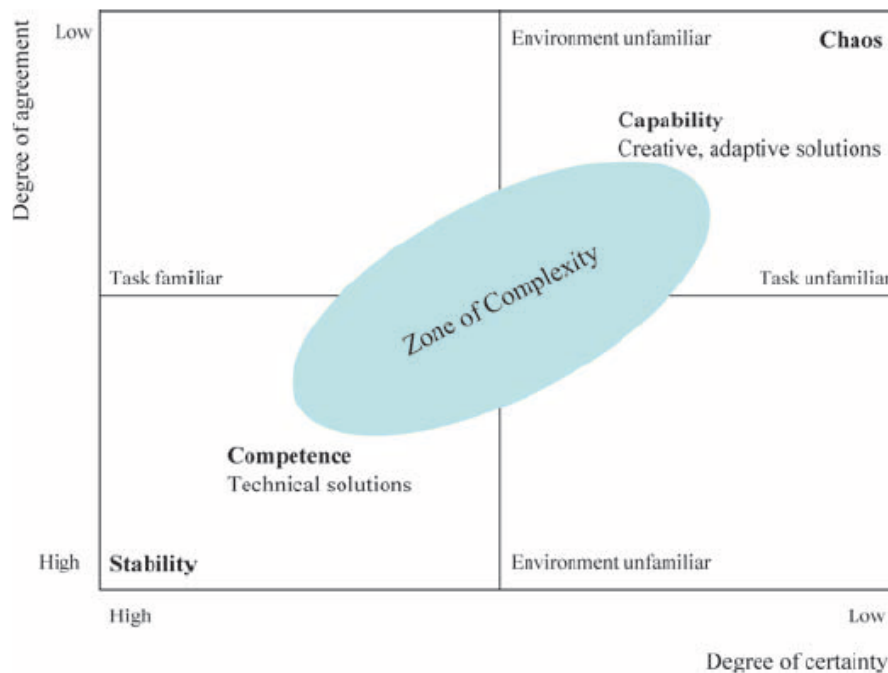 Degree of agreement
Low
Environment unfamiliar
Chaos
Capability
Creative, adaptive solutions
Task familiar
Zone of Complexity
Task unfamiliar
Competence
Technical solutions
High
Stability
Environment unfamiliar
High
Low
Degree of certainty